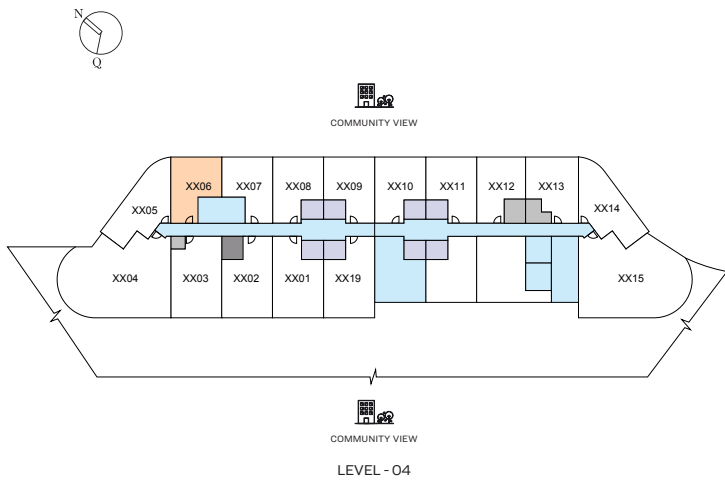 N
Q
COMMUNITY VIEW
XX06 XX07 XX08 XX09 XX10 XX11 XX12 XX13
XX05 XX14
XX04 XX03 XX02 XX01 XX19 XX15
COMMUNITY VIEW
LEVEL - 04